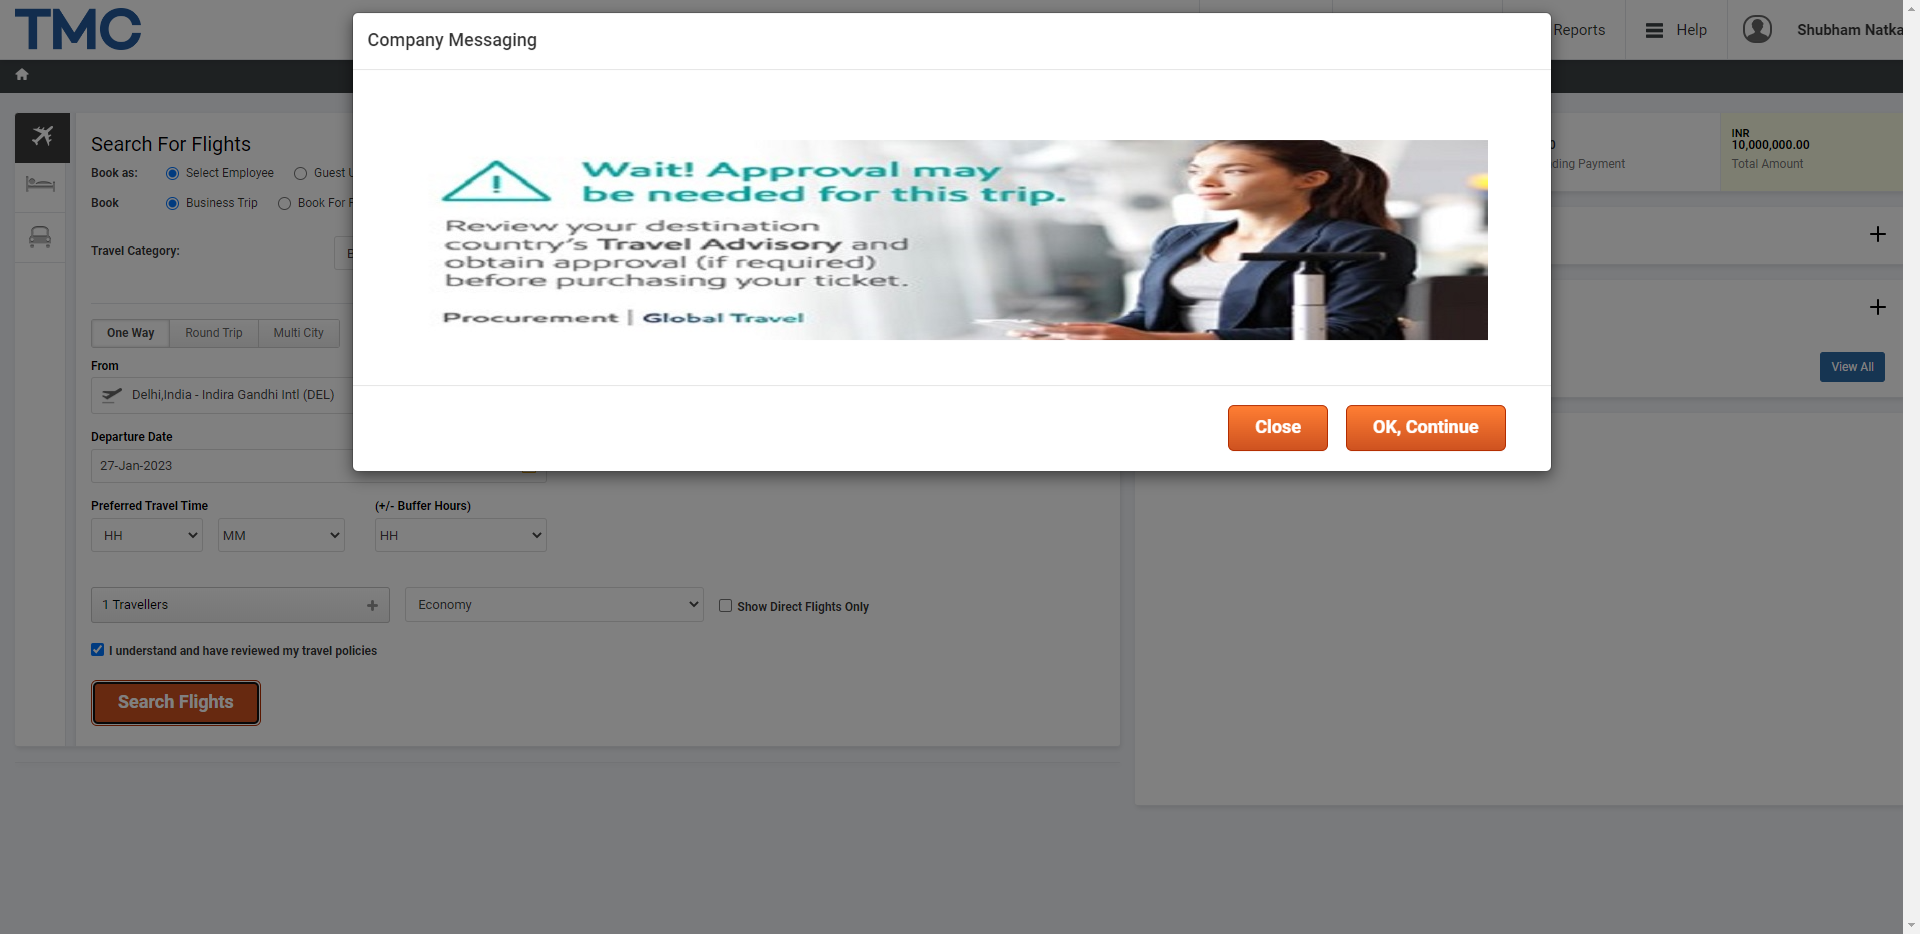 TMC
Reports
Help
Shubham Natka
Company Messaging
Wait! Approval may
be needed for this trip.
Review your destination
country's Travel Advisory and
obtain approval (if required)
before purchasing your ticket.
Procurement | Global Travel
Close
OK, Continue
Search For Flights
Book as:
Select Employee
Guest U
Book
Business Trip
Book For P
Travel Category:
One Way
Round Trip
Multi City
From
Delhi,India - Indira Gandhi Intl (DEL)
Departure Date
27-Jan-2023
Preferred Travel Time
(+/- Buffer Hours)
HH
MM
HH
1 Travellers
Economy
Show Direct Flights Only
I understand and have reviewed my travel policies
Search Flights
ding Payment
INR
10,000,000.00
Total Amount
View All